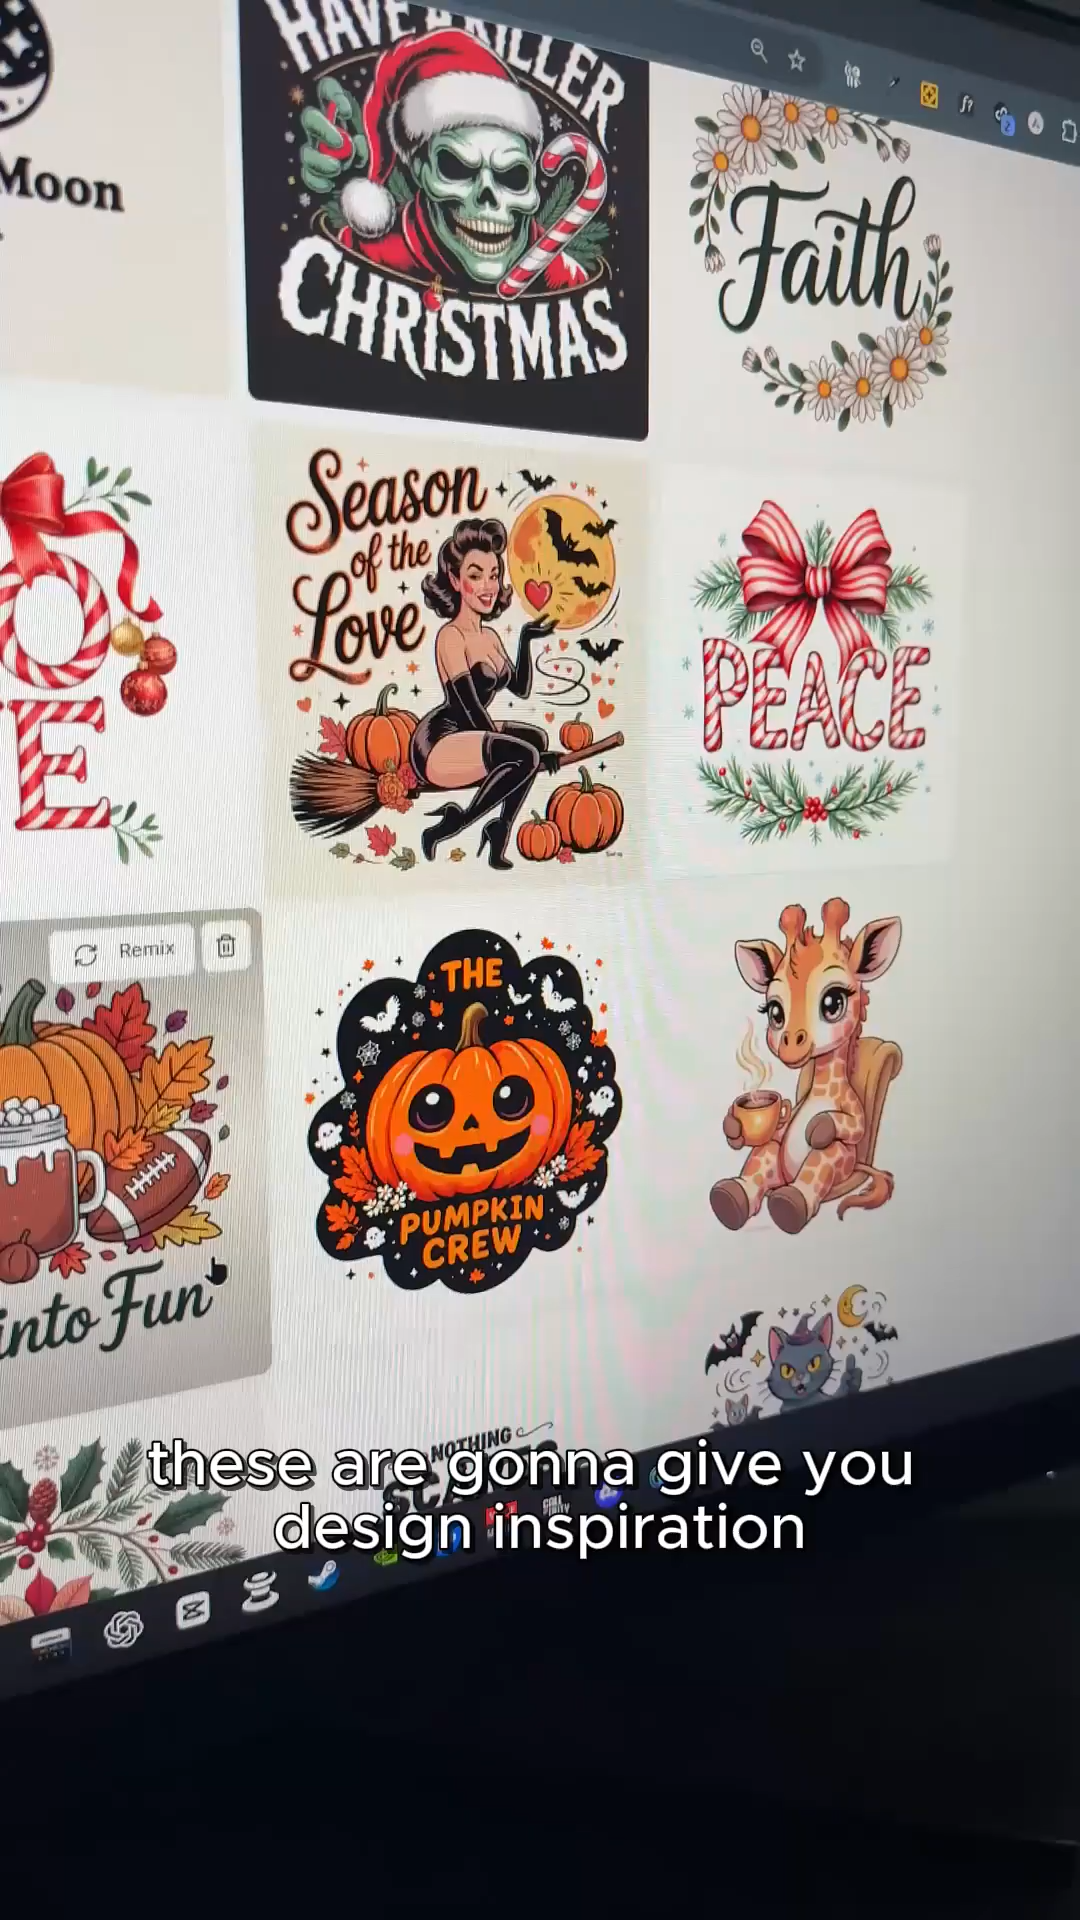 Moon
HAVE A KILLER
CHRISTMAS
Faith
Season
of the
Love
PEACE
O
E
Remix
THE
PUMPKIN
CREW
into Fun
NOTHING
these are gonna give you
design inspiration